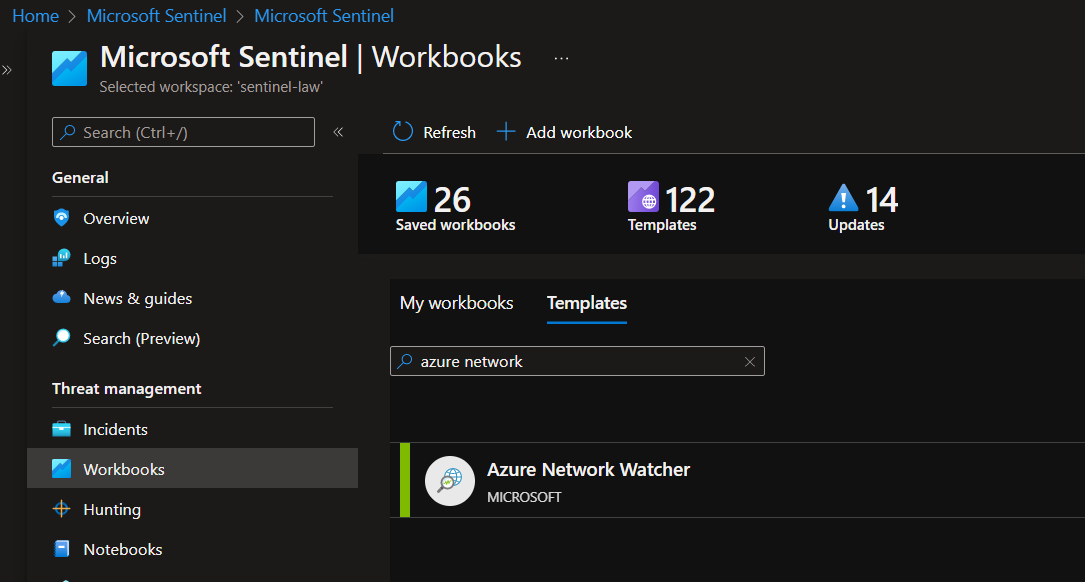 Home > Microsoft Sentinel > Microsoft Sentinel
Microsoft Sentinel | Workbooks ...
Selected workspace: 'sentinel-law'
Search (Ctrl+/)
General
Overview
Logs
News & guides
Search (Preview)
Threat management
Incidents
Workbooks
Hunting
Notebooks
Refresh
Add workbook
26
Saved workbooks
122
Templates
14
Updates
My workbooks
Templates
azure network
Azure Network Watcher
MICROSOFT